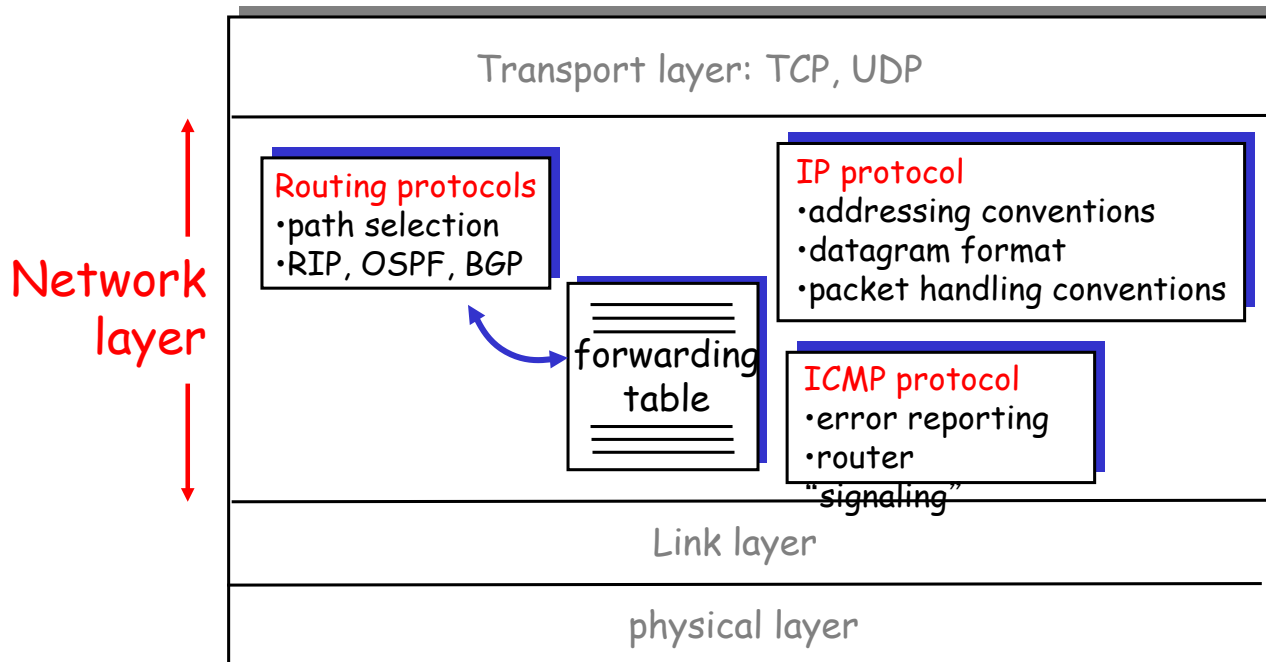 Transport layer: TCP, UDP
Network
layer
Routing protocols
•path selection
•RIP, OSPF, BGP
forwarding
table
IP protocol
•addressing conventions
•datagram format
•packet handling conventions
ICMP protocol
•error reporting
•router
“signaling”
Link layer
physical layer